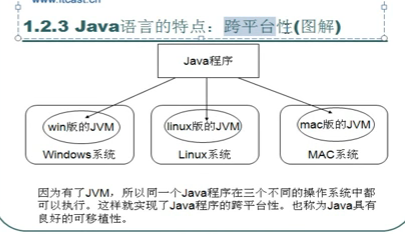 www.itcast.cn
1.2.3 Java语言的特点：跨平台性(图解)
Java程序
win版的JVM
linux版的JVM
mac版的JVM
Windows系统
Linux系统
MAC系统
因为有了JVM，所以同一个Java程序在三个不同的操作系统中都
可以执行。这样就实现了Java程序的跨平台性。也称为Java具有
良好的可移植性。